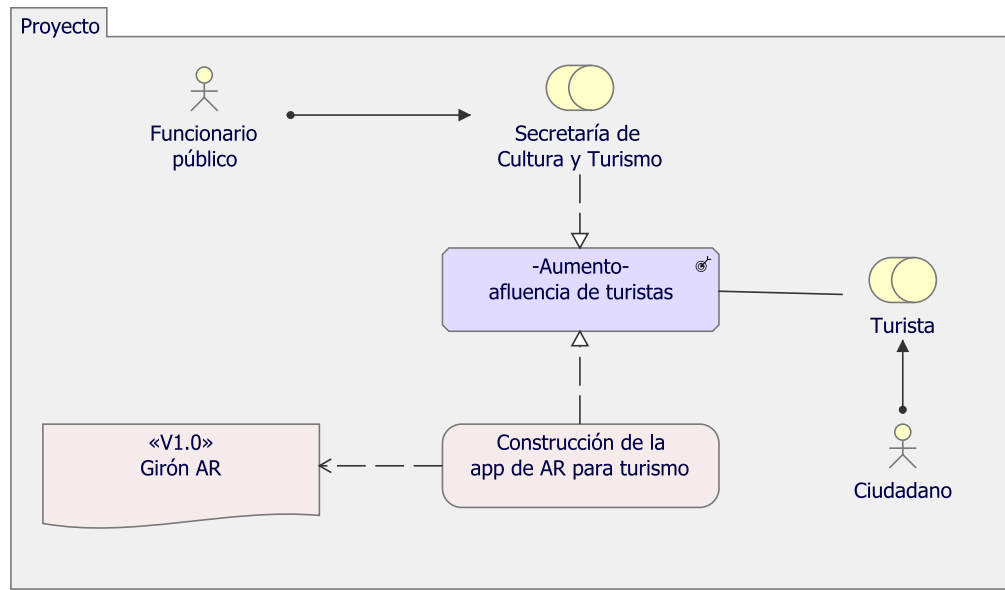 Proyecto
Funcionario
público
Secretaría de
Cultura y Turismo
-Aumento-
afluencia de turistas
Turista
«V1.0»
Girón AR
Construcción de la
app de AR para turismo
Ciudadano